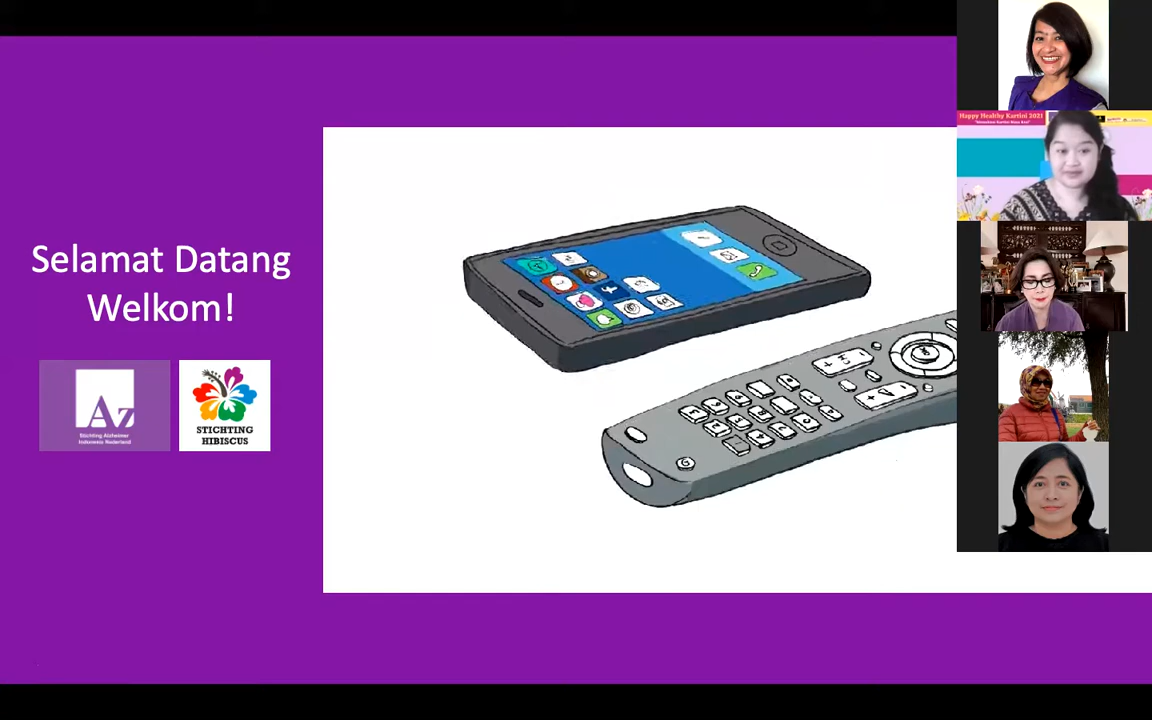 Selamat Datang
Welkom!
Az
Stichting Alzheimer
Indonesia Nederland
STICHTING
HIBISCUS
Happy Healthy Kartini 2021